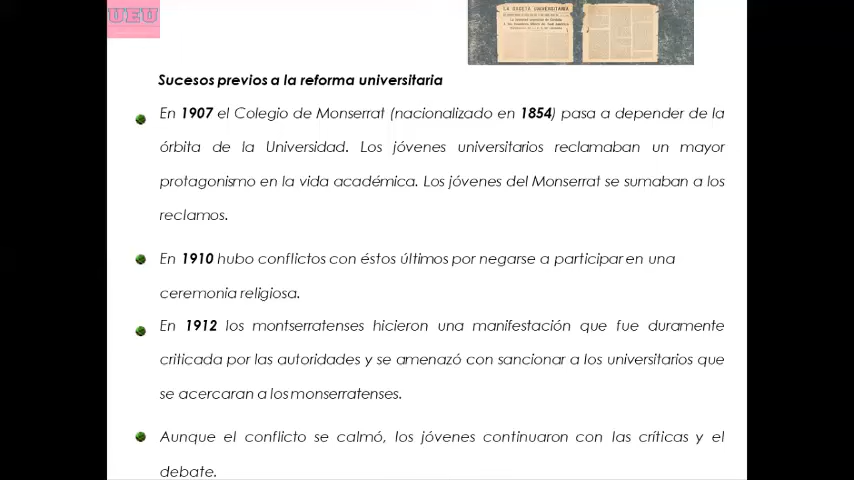 UEU
LA GACETA UNIVERSITARIA
Sucesos previos a la reforma universitaria
En 1907 el Colegio de Monserrat (nacionalizado en 1854) pasa a depender de la
órbita de la Universidad. Los jóvenes universitarios reclamaban un mayor
protagonismo en la vida académica. Los jóvenes del Monserrat se sumaban a los
reclamos.
En 1910 hubo conflictos con éstos últimos por negarse a participar en una
ceremonia religiosa.
En 1912 los montserratenses hicieron una manifestación que fue duramente
criticada por las autoridades y se amenazó con sancionar a los universitarios que
se acercaran a los monserratenses.
Aunque el conflicto se calmó, los jóvenes continuaron con las críticas y el
debate.